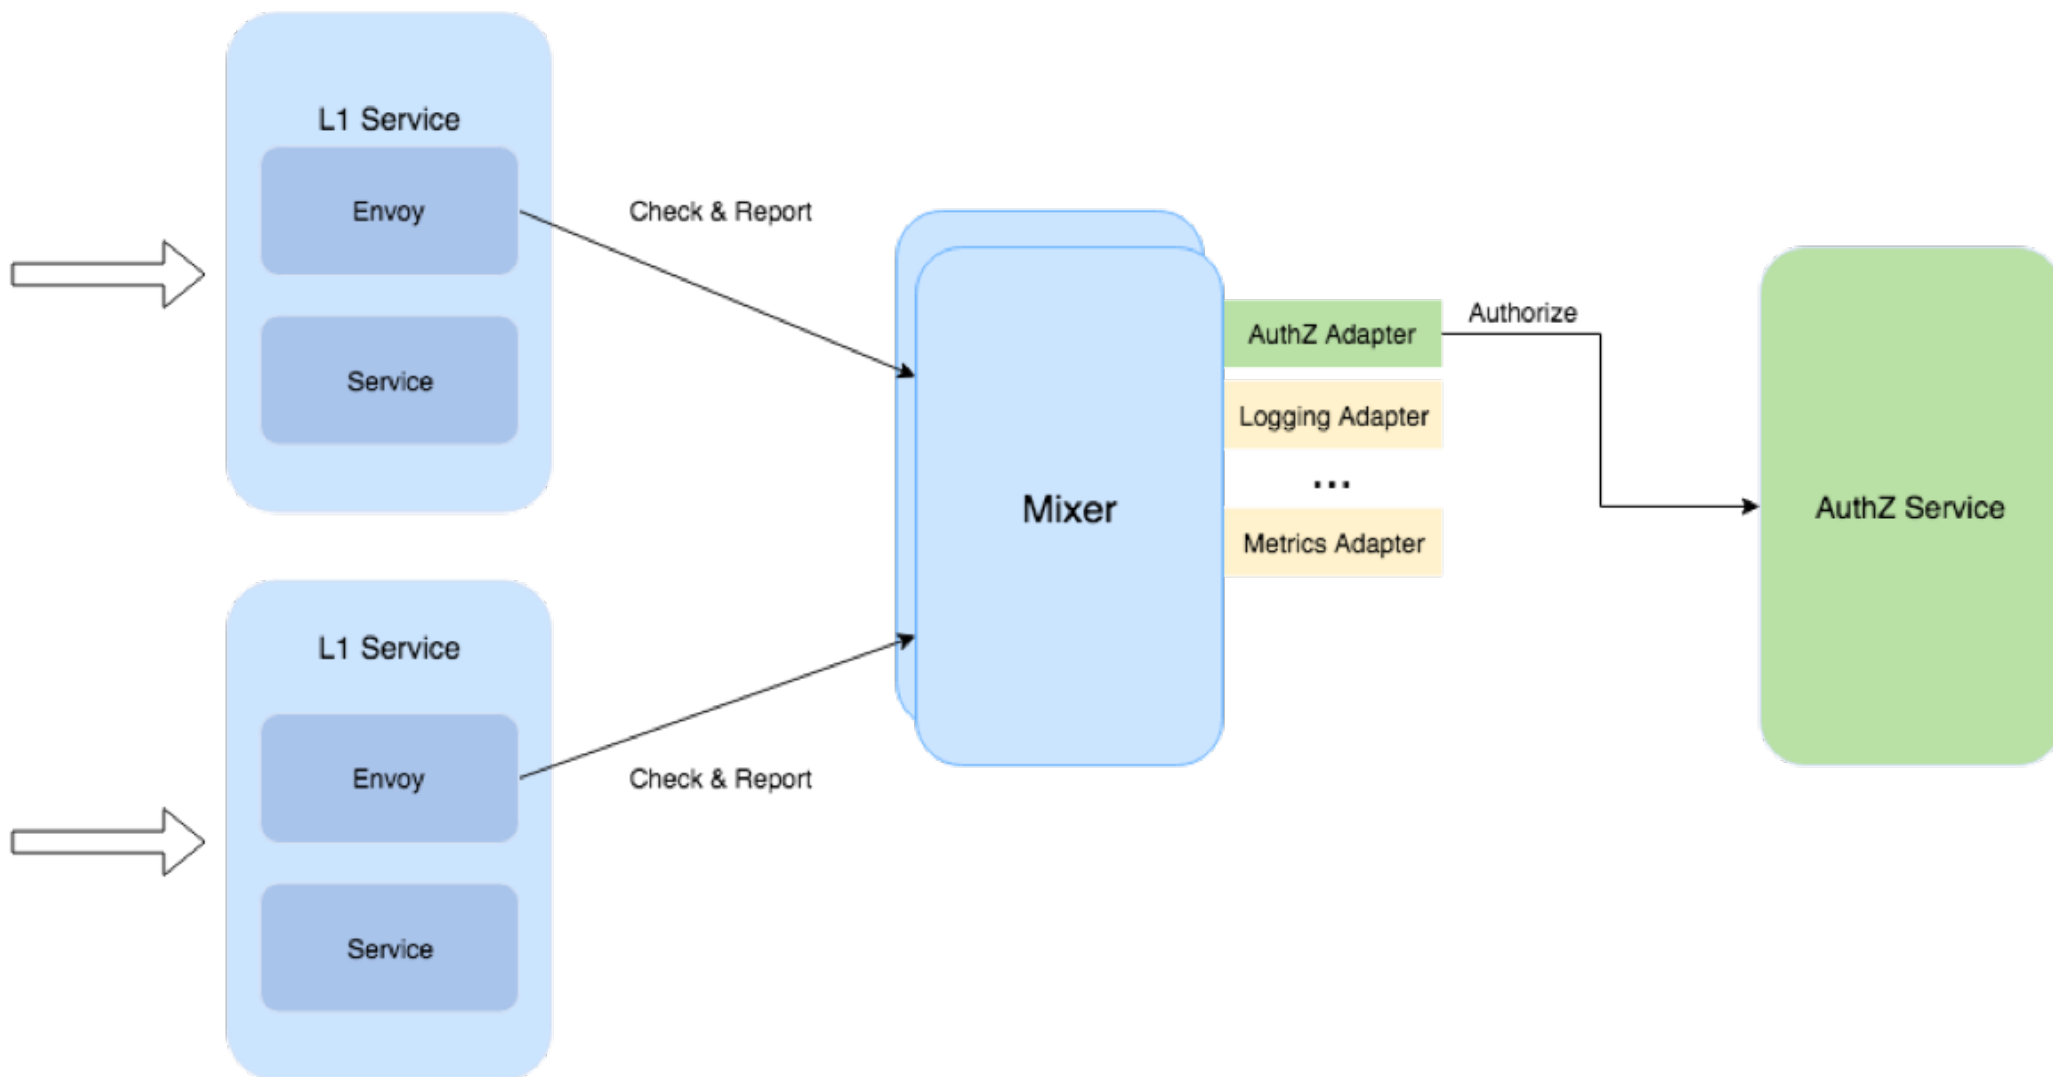 L1 Service
Envoy
Service
Check & Report
L1 Service
Envoy
Service
Check & Report
Mixer
AuthZ Adapter
Logging Adapter
...
Metrics Adapter
Authorize
AuthZ Service